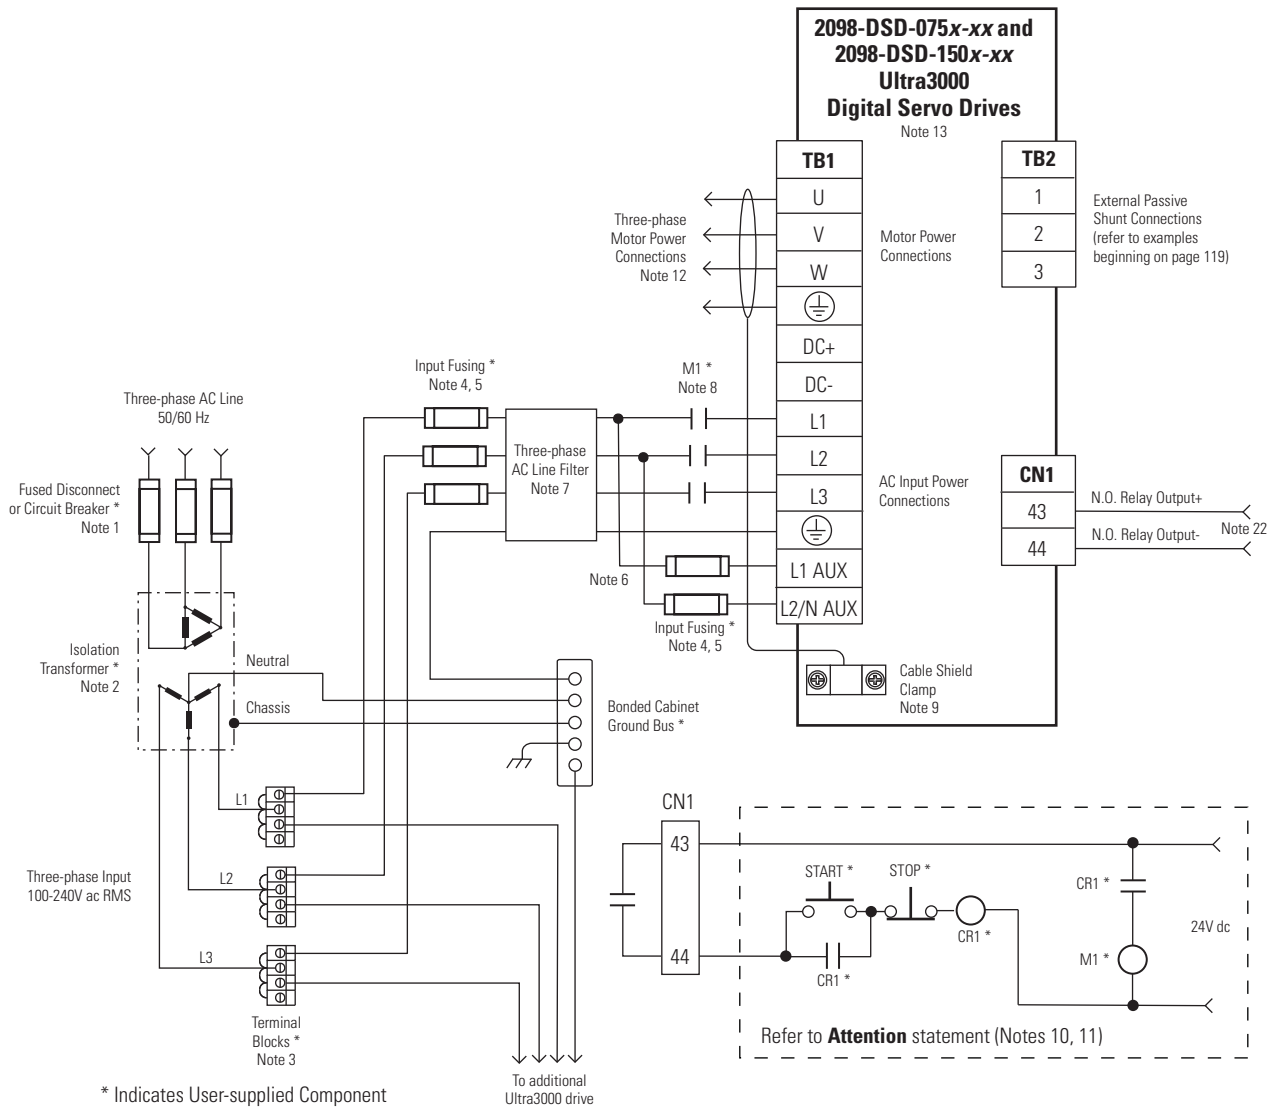 2098-DSD-075x-xx and
2098-DSD-150x-xx
Ultra3000
Digital Servo Drives
Note 13
TB1
U
V
W
DC+
DC-
L1
L2
L3
L1 AUX
L2/N AUX
TB2
1
2
3
External Passive
Shunt Connections
(refer to examples
beginning on page 119)
Three-phase
Motor Power
Connections
Note 12
Motor Power
Connections
Input Fusing *
Note 4, 5
M1 *
Note 8
Three-phase AC Line
50/60 Hz
Three-phase
AC Line Filter
Note 7
AC Input Power
Connections
CN1
43
44
N.O. Relay Output+
N.O. Relay Output-
Note 22
Fused Disconnect
or Circuit Breaker *
Note 1
Note 6
Input Fusing *
Note 4, 5
Isolation
Transformer *
Note 2
Neutral
Chassis
Bonded Cabinet
Ground Bus *
Cable Shield
Clamp
Note 9
L1
L2
L3
Three-phase Input
100-240V ac RMS
Terminal
Blocks *
Note 3
To additional
Ultra3000 drive
CN1
43
44
START *
STOP *
CR1 *
CR1 *
CR1 *
M1 *
24V dc
Refer to Attention statement (Notes 10, 11)
* Indicates User-supplied Component